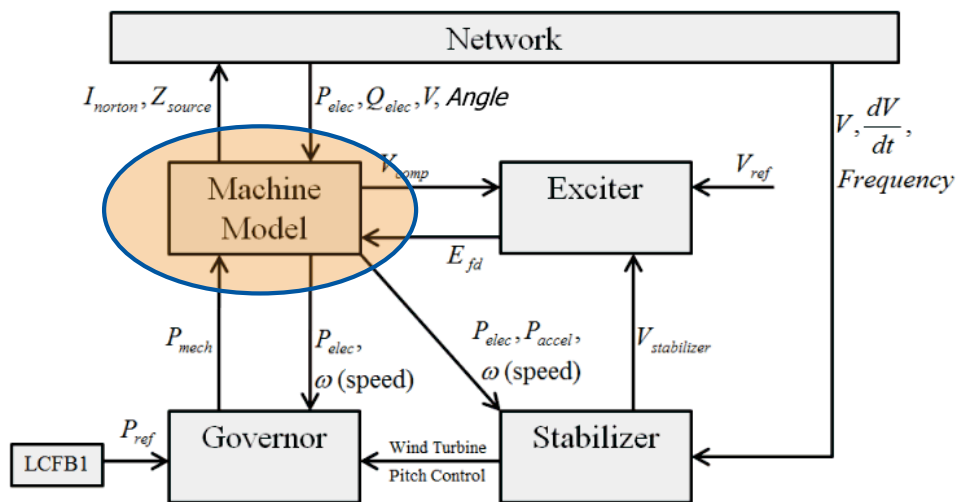 Network
I_norton, Z_source
P_elec, Q_elec, V, Angle
V, dV/dt,
Frequency
Machine
Model
V_comp
Exciter
V_ref
E_fd
P_mech
P_elec,
ω (speed)
P_elec, P_accel,
ω (speed)
V_stabilizer
LCFB1
P_ref
Governor
Wind Turbine
Pitch Control
Stabilizer